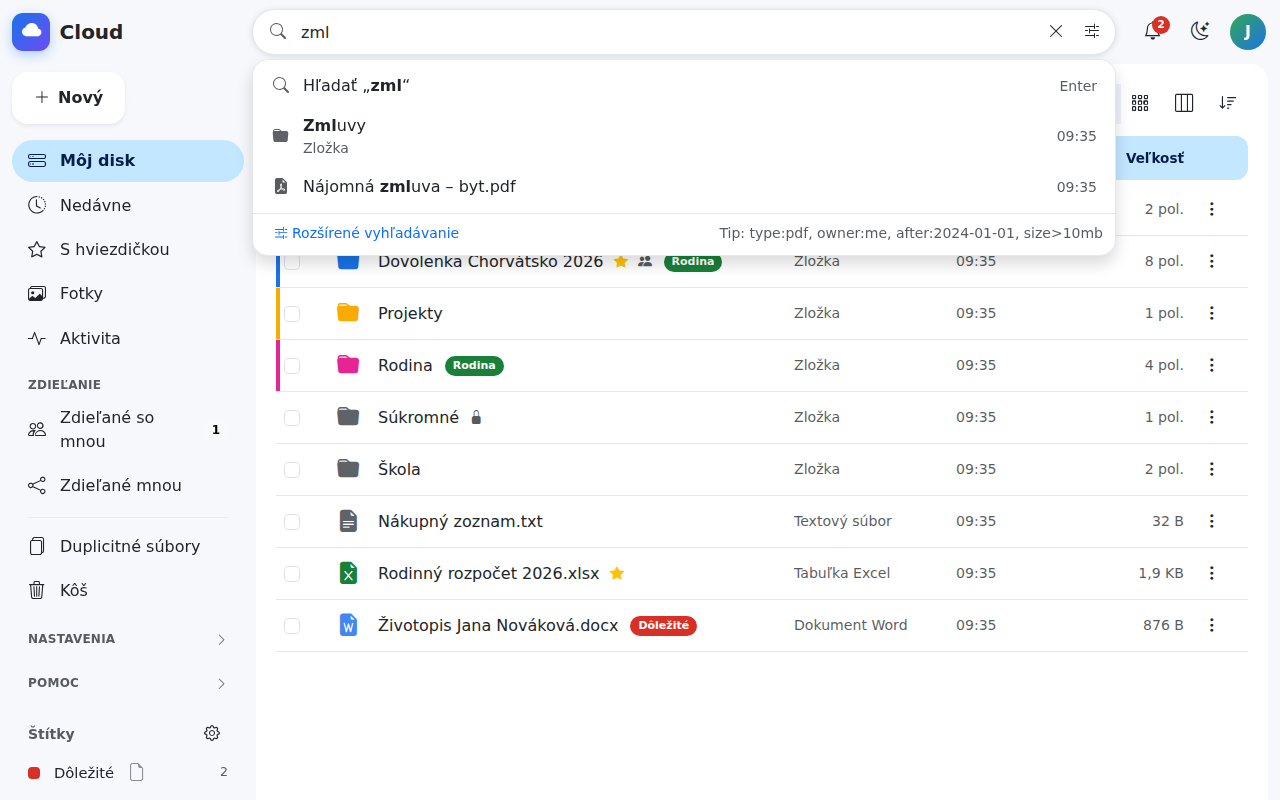 Cloud
zml
2
J
Nový
Hľadať „zml“ Enter
Zmluvy
Zložka
09:35
Nájomná zmluva – byt.pdf 09:35
Rozšírené vyhľadávanie Tip: type:pdf, owner:me, after:2024-01-01, size>10mb
Môj disk
Nedávne
S hviezdičkou
Fotky
Aktivita
ZDIEĽANIE
Zdieľané so
mnou
1
Zdieľané mnou
Duplicitné súbory
Kôš
NASTAVENIA
POMOC
Štítky
Dôležité 2
Veľkosť
2 pol.
Dovolenka Chorvátsko 2026 Rodina Zložka 09:35 8 pol.
Projekty Zložka 09:35 1 pol.
Rodina Rodina Zložka 09:35 4 pol.
Súkromné Zložka 09:35 1 pol.
Škola Zložka 09:35 2 pol.
Nákupný zoznam.txt Textový súbor 09:35 32 B
Rodinný rozpočet 2026.xlsx Tabuľka Excel 09:35 1,9 KB
Životopis Jana Nováková.docx Dôležité Dokument Word 09:35 876 B